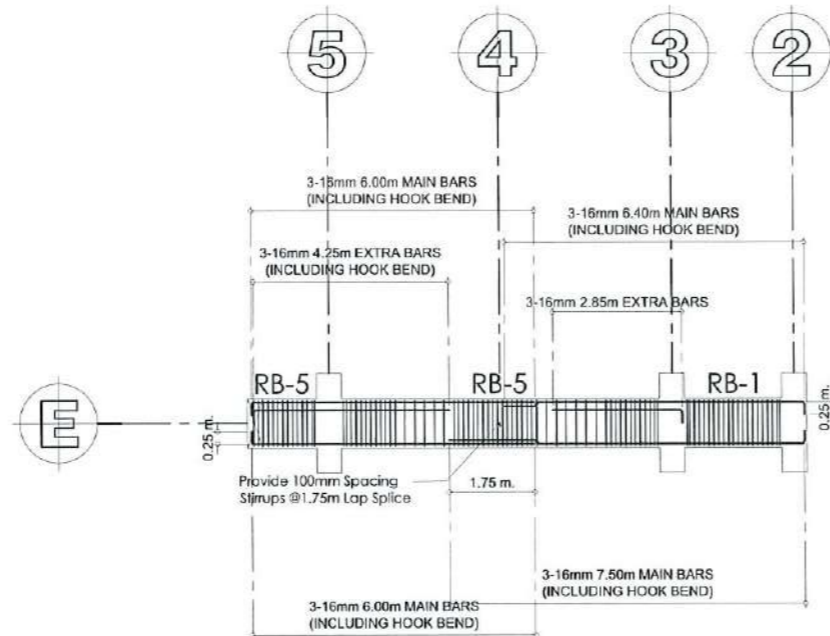 5 4 3 2
3-16mm 6.00m MAIN BARS
(INCLUDING HOOK BEND)
3-16mm 6.40m MAIN BARS
(INCLUDING HOOK BEND)
3-16mm 4.25m EXTRA BARS
(INCLUDING HOOK BEND)
3-16mm 2.85m EXTRA BARS
RB-5 RB-5 RB-1
E
0.25 m.
0.25 m.
Provide 100mm Spacing
Stirrups @1.75m Lap Splice
1.75 m.
3-16mm 7.50m MAIN BARS
(INCLUDING HOOK BEND)
3-16mm 6.00m MAIN BARS
(INCLUDING HOOK BEND)